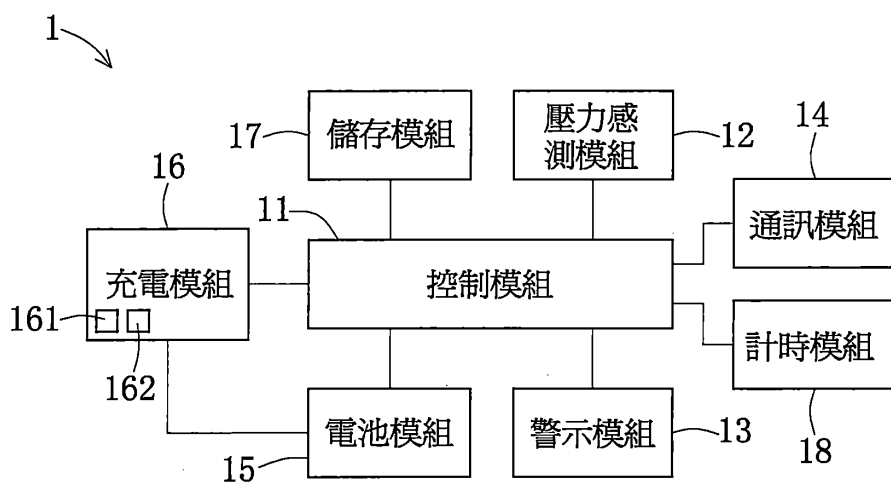 1
17
儲存模組
壓力感
測模組
12
14
通訊模組
16
充電模組
161
162
11
控制模組
計時模組
18
電池模組
15
警示模組
13